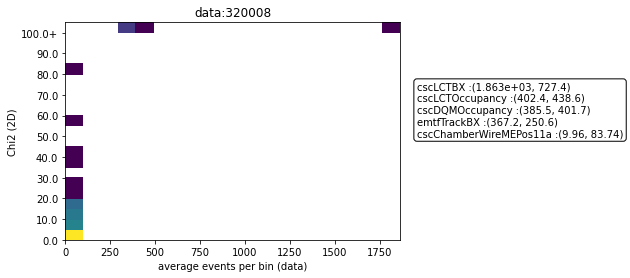 data:320008
100.0+
90.0
80.0
70.0
60.0
50.0
40.0
30.0
20.0
10.0
0.0
Chi2 (2D)
0 250 500 750 1000 1250 1500 1750
average events per bin (data)
cscLCTBX :(1.863e+03, 727.4)
cscLCTOccupancy :(402.4, 438.6)
cscDQMOccupancy :(385.5, 401.7)
emtfTrackBX :(367.2, 250.6)
cscChamberWireMEPos11a :(9.96, 83.74)